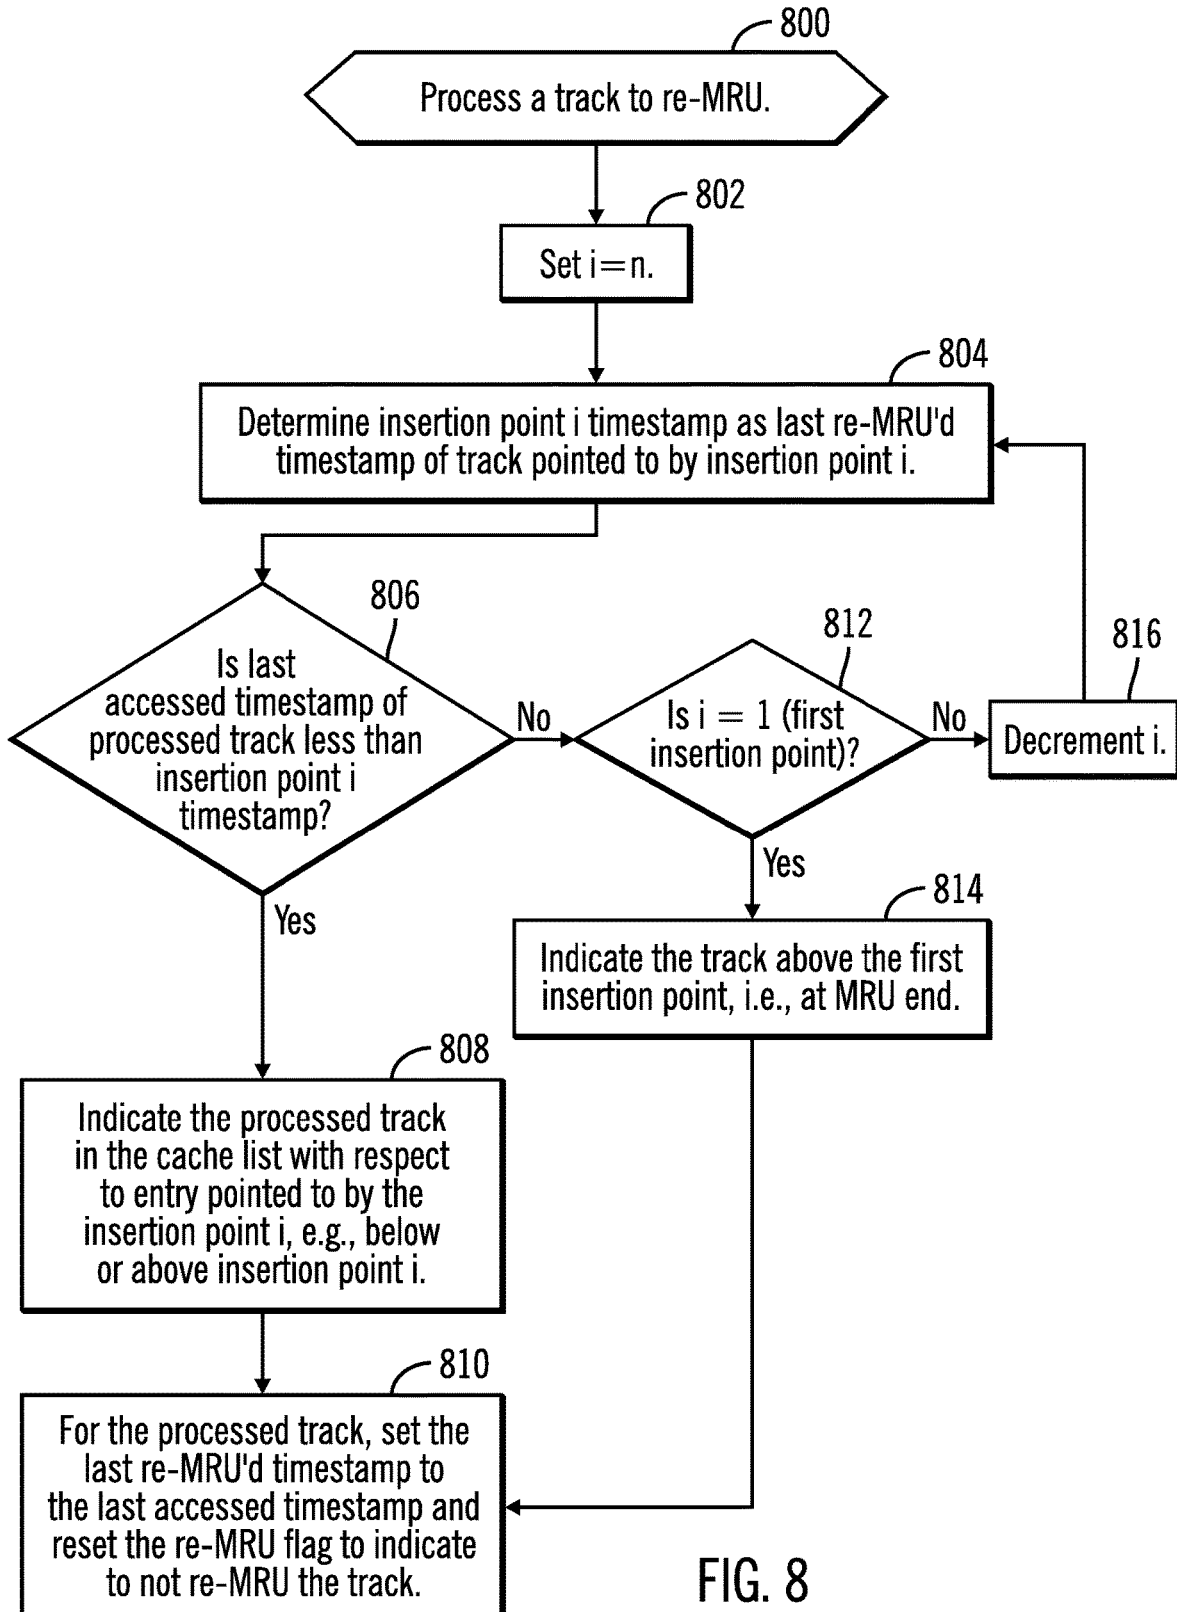 800
Process a track to re-MRU.
802
Set i=n.
804
Determine insertion point i timestamp as last re-MRU'd
timestamp of track pointed to by insertion point i.
806
Is last
accessed timestamp of
processed track less than
insertion point i
timestamp?
No
812
Is i = 1 (first
insertion point)?
No
816
Decrement i.
Yes
Yes
814
Indicate the track above the first
insertion point, i.e., at MRU end.
808
Indicate the processed track
in the cache list with respect
to entry pointed to by the
insertion point i, e.g., below
or above insertion point i.
810
For the processed track, set the
last re-MRU'd timestamp to
the last accessed timestamp and
reset the re-MRU flag to indicate
to not re-MRU the track.
FIG. 8